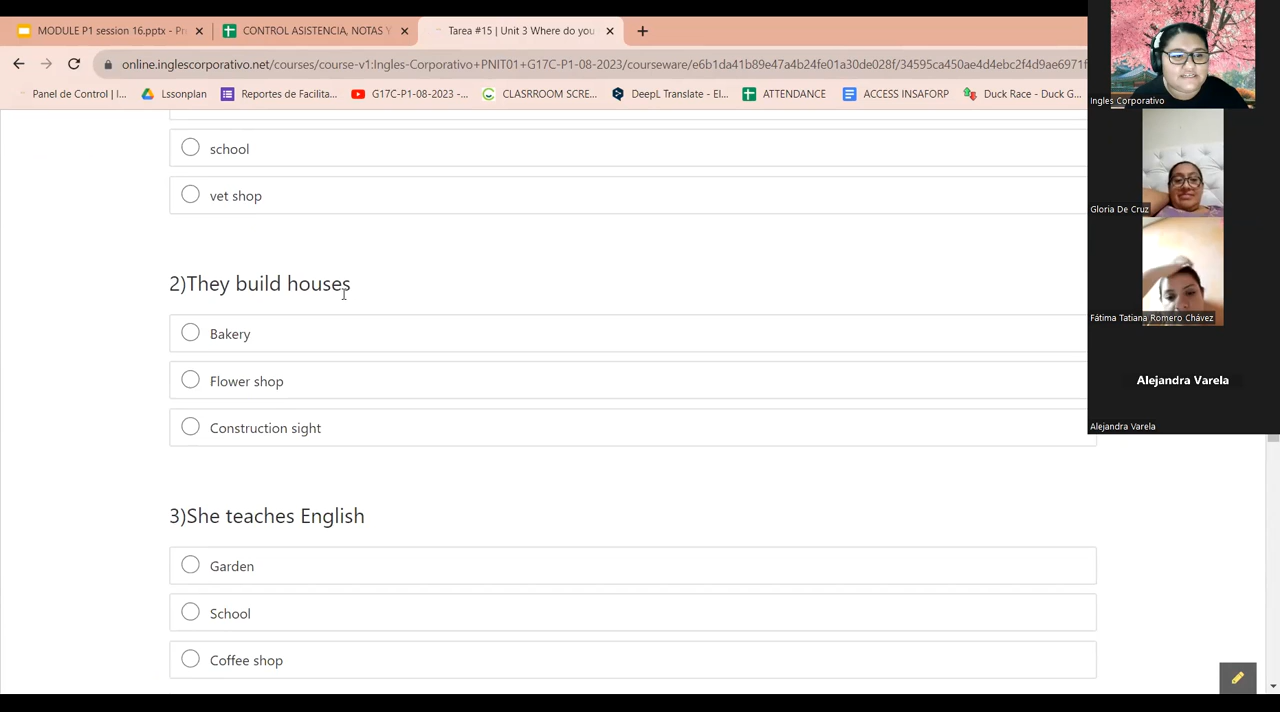 MODULE P1 session 16.pptx - Pr
CONTROL ASISTENCIA, NOTAS Y
Tarea #15 | Unit 3 Where do you
online.inglescorporativo.net/courses/course-v1:Ingles-Corporativo+PNIT01+G17C-P1-08-2023/courseware/e6b1da41b89e47a4b24fe01a30de028f/34595ca450ae4d4ebc2f4d9ae6971f
Panel de Control | I...
Lssonplan
Reportes de Facilita...
G17C-P1-08-2023 -...
CLASRROOM SCRE...
DeepL Translate - El...
ATTENDANCE
ACCESS INSAFORP
Duck Race - Duck G...
Ingles Corporativo
school
vet shop
Gloria De Cruz
2)They build houses
Fátima Tatiana Romero Chávez
Bakery
Flower shop
Alejandra Varela
Alejandra Varela
Construction sight
3)She teaches English
Garden
School
Coffee shop